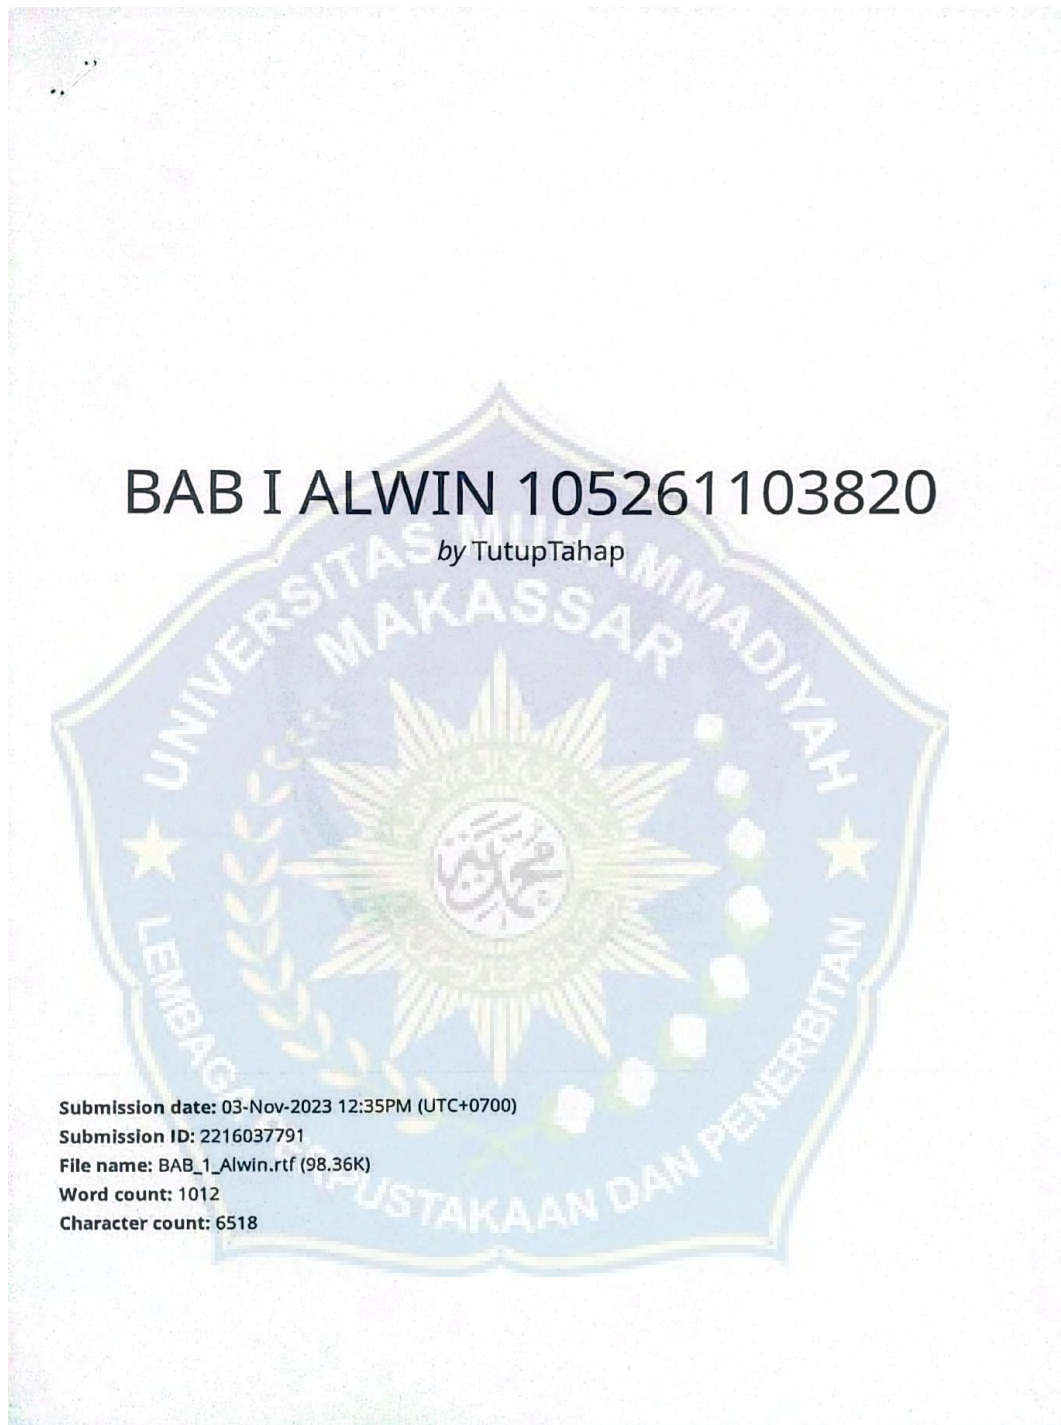 BAB I ALWIN 105261103820
by TutupTahap
UNIVERSITAS MUHAMMADIYAH
MAKASSAR
محمد
LEMBAGA PERPUSTAKAAN DAN PENERBITAN
Submission date: 03-Nov-2023 12:35PM (UTC+0700)
Submission ID: 2216037791
File name: BAB_1_Alwin.rtf (98.36K)
Word count: 1012
Character count: 6518